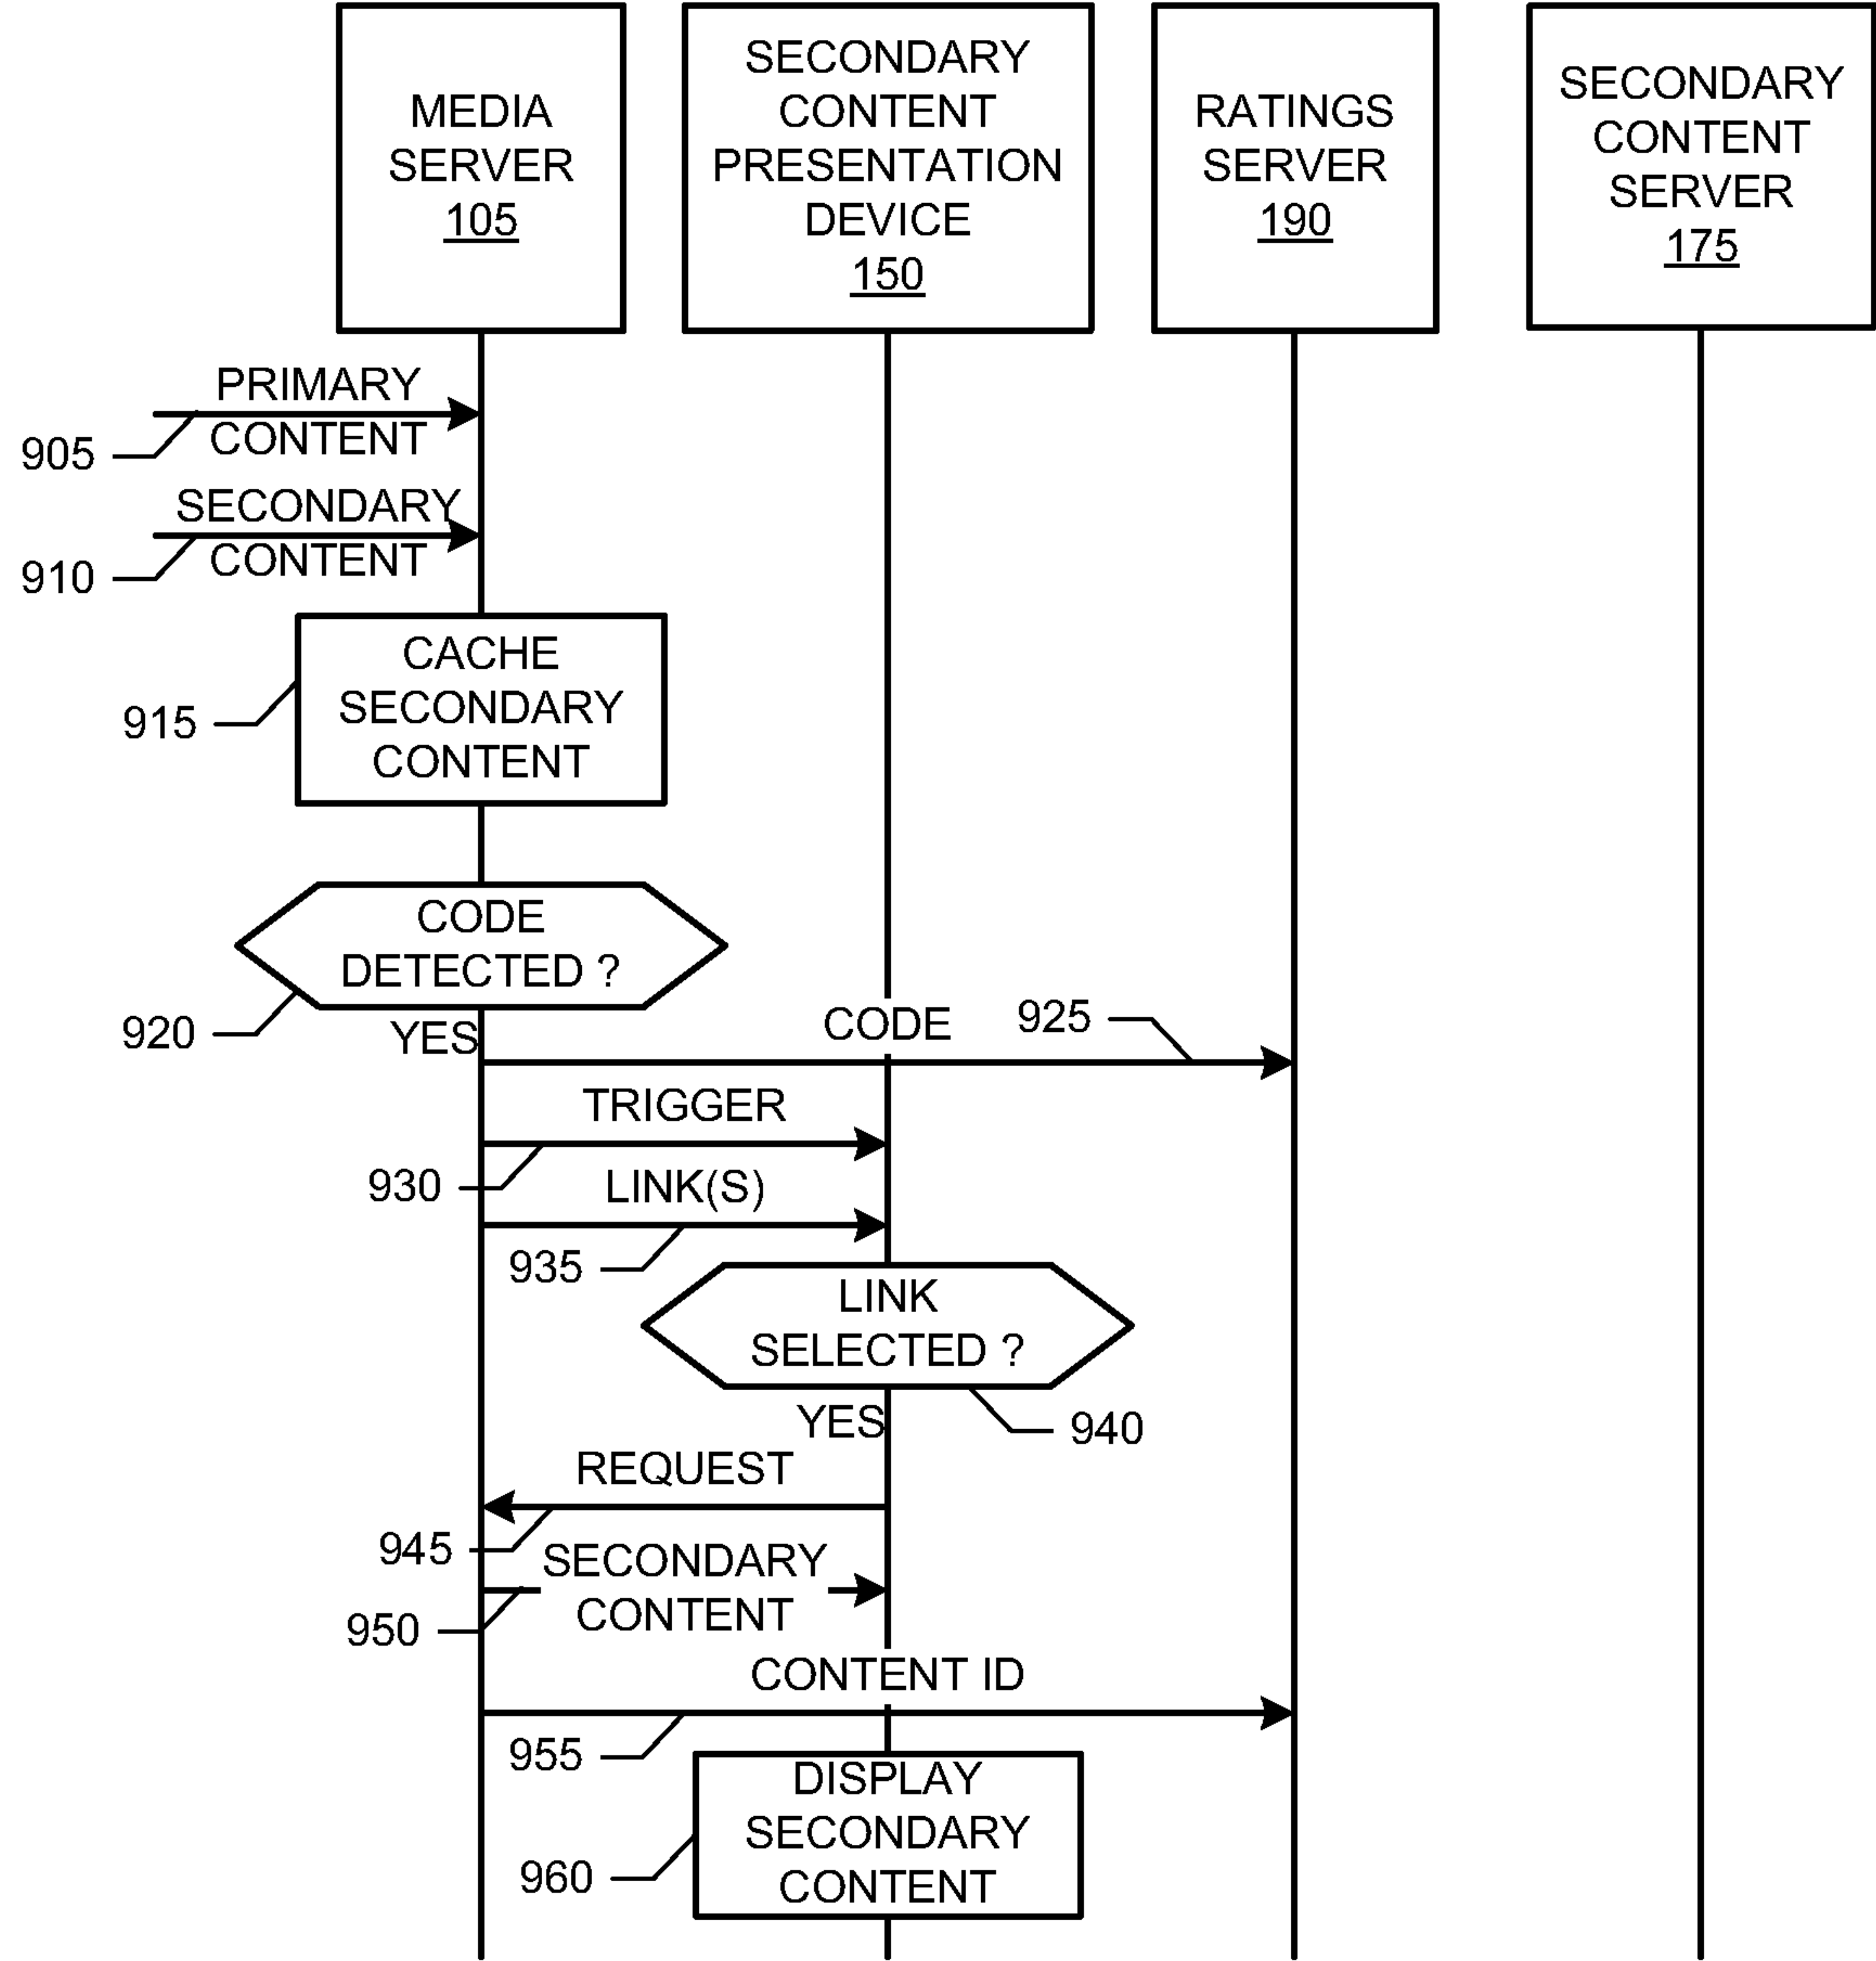 MEDIA
SERVER
105
SECONDARY
CONTENT
PRESENTATION
DEVICE
150
RATINGS
SERVER
190
SECONDARY
CONTENT
SERVER
175
PRIMARY
CONTENT
905
SECONDARY
CONTENT
910
CACHE
SECONDARY
CONTENT
915
CODE
DETECTED ?
920
YES
CODE
925
TRIGGER
930
LINK(S)
935
LINK
SELECTED ?
940
YES
REQUEST
945
SECONDARY
CONTENT
950
CONTENT ID
955
DISPLAY
SECONDARY
CONTENT
960